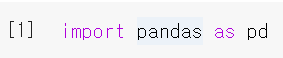 [1] import pandas as pd